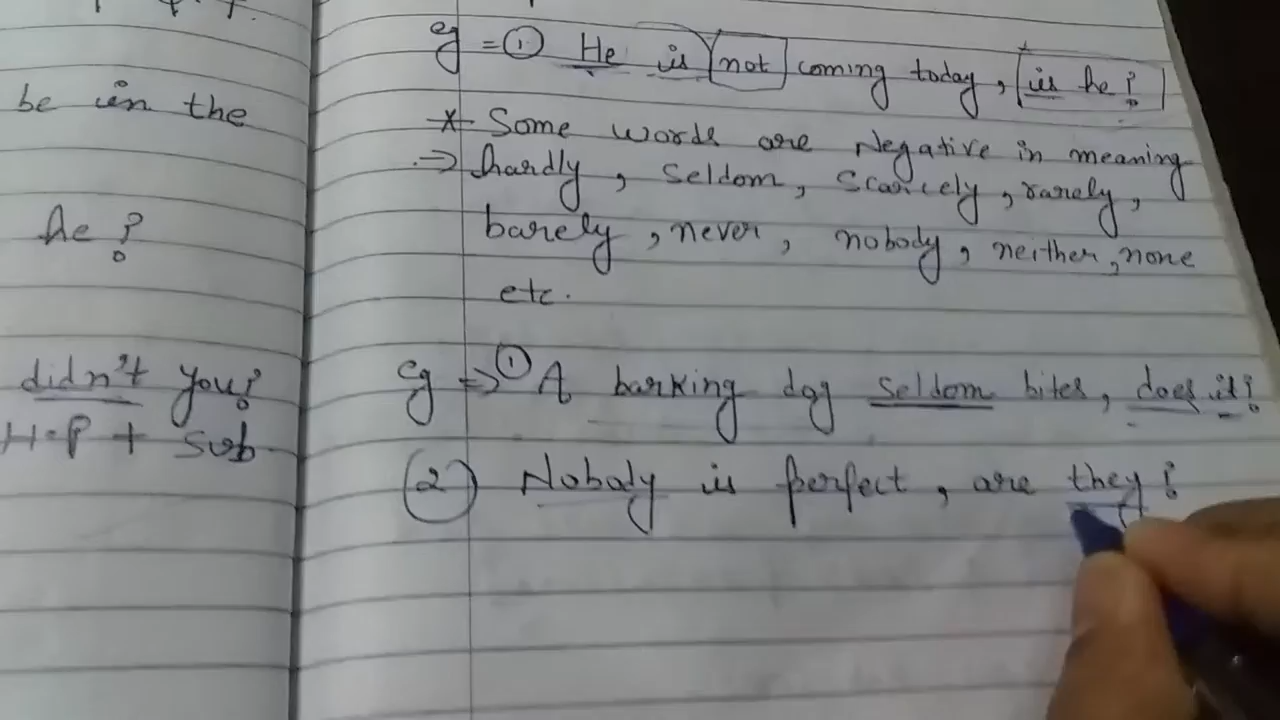 be in the
he?
didn't you?
H.P + Sub
eg = ① He is not coming today, is he?
* Some words are Negative in meaning
⇒ hardly, seldom, scarcely, rarely,
barely, never, nobody, neither, none
etc.
eg ⇒ ① A barking dog seldom bites, does it?
② Nobody is perfect, are they?